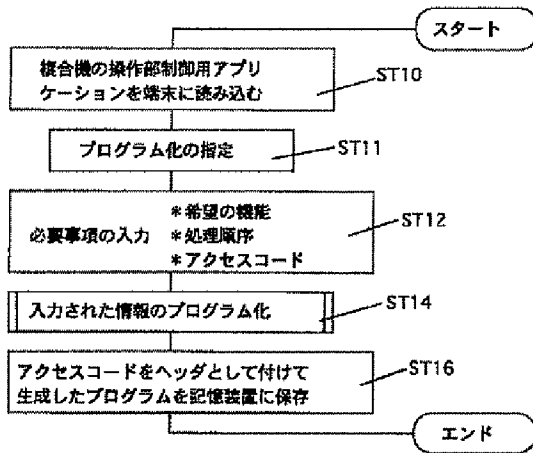 スタート
複合機の操作部制御用アプリ
ケーションを端末に読み込む
ST10
プログラム化の指定
ST11
必要事項の入力
＊希望の機能
＊処理順序
＊アクセスコード
ST12
入力された情報のプログラム化
ST14
アクセスコードをヘッダとして付けて
生成したプログラムを記憶装置に保存
ST16
エンド